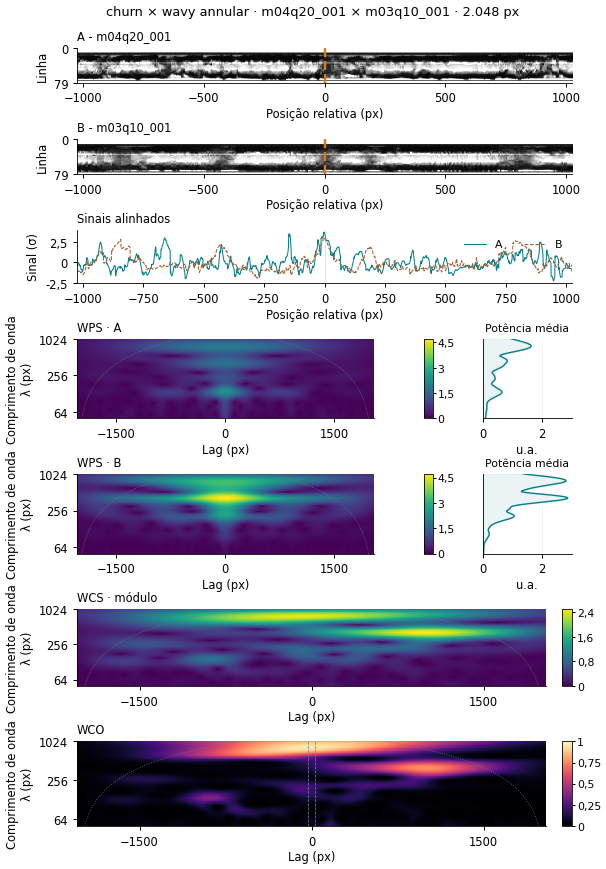 churn × wavy annular · m04q20_001 × m03q10_001 · 2.048 px
A - m04q20_001
0
79
Linha
−1000 −500 0 500 1000
Posição relativa (px)
B - m03q10_001
0
79
Linha
−1000 −500 0 500 1000
Posição relativa (px)
Sinais alinhados
2,5
0
−2,5
Sinal (σ)
A B
−1000 −750 −500 −250 0 250 500 750 1000
Posição relativa (px)
WPS · A
1024
256
64
Comprimento de onda
λ (px)
−1500 0 1500
Lag (px)
4,5
3
1,5
0
Potência média
0 2
u.a.
WPS · B
1024
256
64
Comprimento de onda
λ (px)
−1500 0 1500
Lag (px)
4,5
3
1,5
0
Potência média
0 2
u.a.
WCS · módulo
1024
256
64
Comprimento de onda
λ (px)
−1500 0 1500
Lag (px)
2,4
1,6
0,8
0
WCO
1024
256
64
Comprimento de onda
λ (px)
−1500 0 1500
Lag (px)
1
0,75
0,5
0,25
0